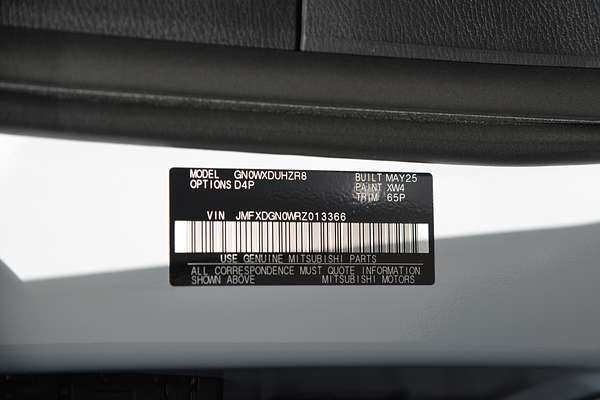 MODEL GN0WXDUHZR8 BUILT MAY25
OPTIONS D4P PAINT XW4
TRIM 65P
VIN JMFXDGN0WRZ013366
USE GENUINE MITSUBISHI PARTS
ALL CORRESPONDENCE MUST QUOTE INFORMATION
SHOWN ABOVE MITSUBISHI MOTORS